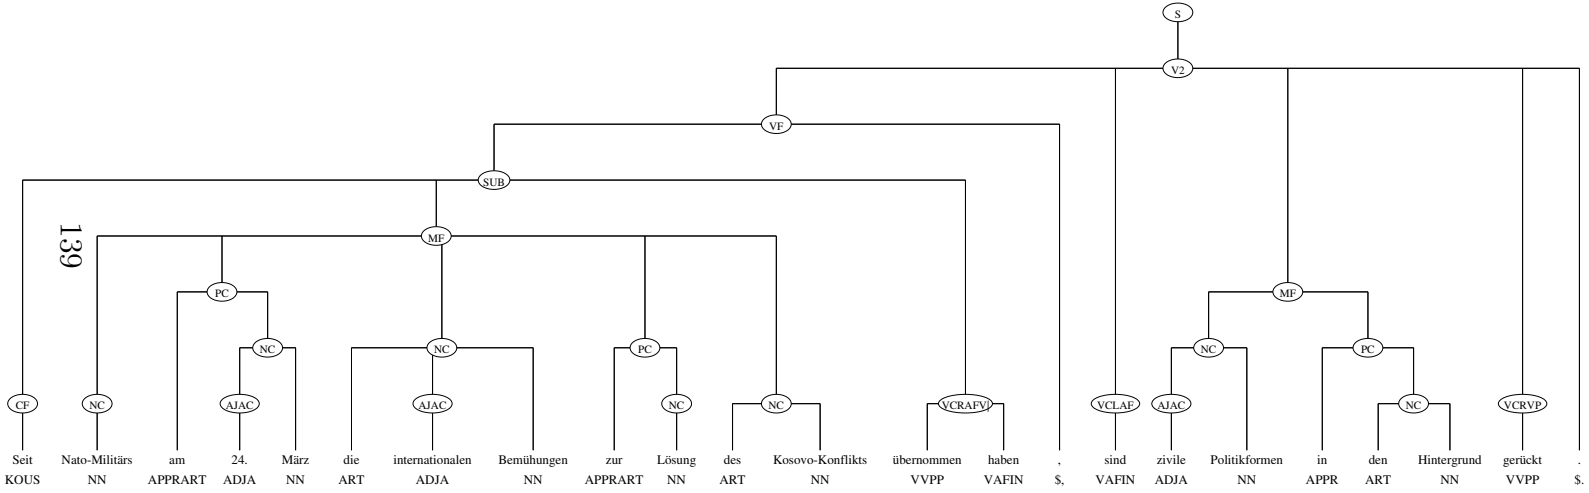 S
V2
VF
SUB
139
MF
PC MF
NC NC PC NC PC
CF NC AJAC AJAC NC NC VCRAFV| VCLAF AJAC NC VCRVP
Seit Nato-Militärs am 24. März die internationalen Bemühungen zur Lösung des Kosovo-Konflikts übernommen haben , sind zivile Politikformen in den Hintergrund gerückt .
KOUS NN APPRART ADJA NN ART ADJA NN APPRART NN ART NN VVPP VAFIN $, VAFIN ADJA NN APPR ART NN VVPP $.